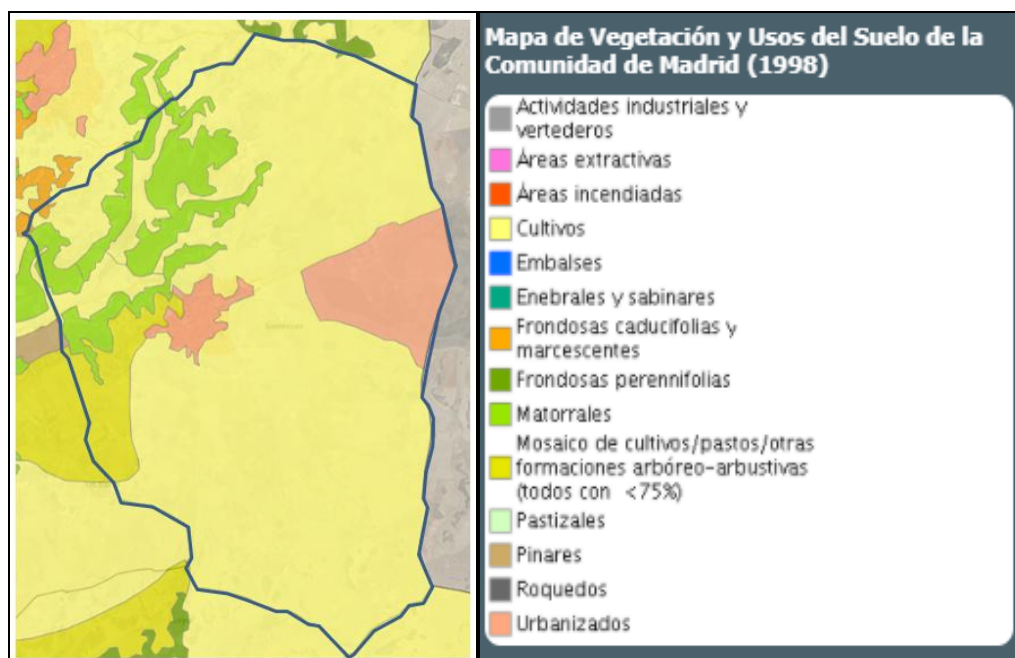 Mapa de Vegetación y Usos del Suelo de la
Comunidad de Madrid (1998)
Actividades industriales y
vertederos
Áreas extractivas
Áreas incendiadas
Cultivos
Embalses
Enebrales y sabinares
Frondosas caducifolias y
marcescentes
Frondosas perennifolias
Matorrales
Mosaico de cultivos/pastos/otras
formaciones arbóreo-arbustivas
(todos con <75%)
Pastizales
Pinares
Roquedos
Urbanizados